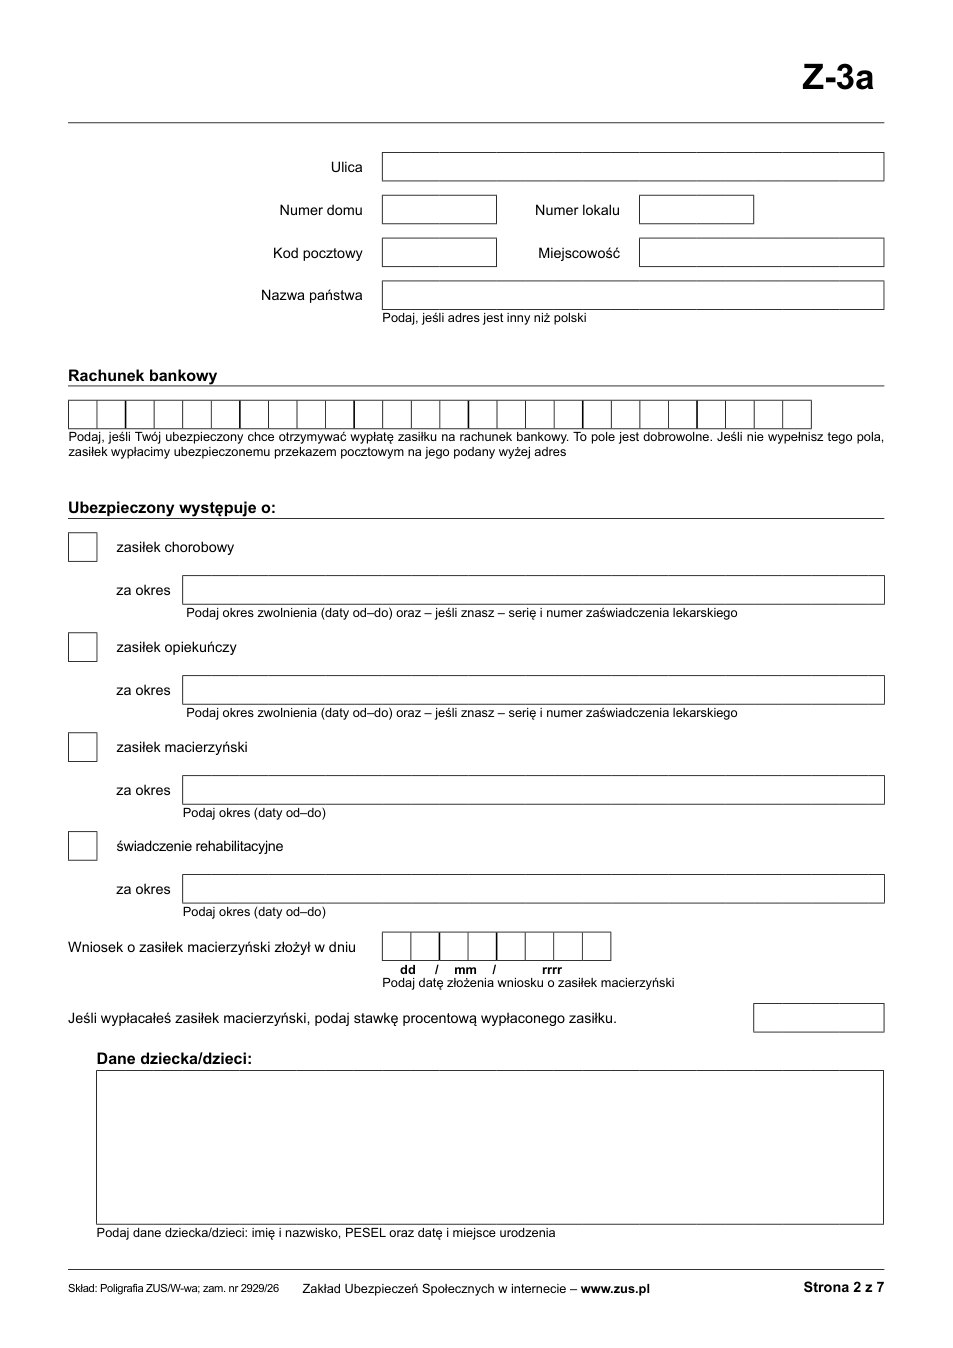 Z-3a
Ulica
Numer domu
Numer lokalu
Kod pocztowy
Miejscowość
Nazwa państwa
Podaj, jeśli adres jest inny niż polski
Rachunek bankowy
Podaj, jeśli Twój ubezpieczony chce otrzymywać wypłatę zasiłku na rachunek bankowy. To pole jest dobrowolne. Jeśli nie wypełnisz tego pola,
zasiłek wypłacimy ubezpieczonemu przekazem pocztowym na jego podany wyżej adres
Ubezpieczony występuje o:
zasiłek chorobowy
za okres
Podaj okres zwolnienia (daty od–do) oraz – jeśli znasz – serię i numer zaświadczenia lekarskiego
zasiłek opiekuńczy
za okres
Podaj okres zwolnienia (daty od–do) oraz – jeśli znasz – serię i numer zaświadczenia lekarskiego
zasiłek macierzyński
za okres
Podaj okres (daty od–do)
świadczenie rehabilitacyjne
za okres
Podaj okres (daty od–do)
Wniosek o zasiłek macierzyński złożył w dniu
dd / mm / rrrr
Podaj datę złożenia wniosku o zasiłek macierzyński
Jeśli wypłacałeś zasiłek macierzyński, podaj stawkę procentową wypłaconego zasiłku.
Dane dziecka/dzieci:
Podaj dane dziecka/dzieci: imię i nazwisko, PESEL oraz datę i miejsce urodzenia
Skład: Poligrafia ZUS/W-wa; zam. nr 2929/26
Zakład Ubezpieczeń Społecznych w internecie – www.zus.pl
Strona 2 z 7